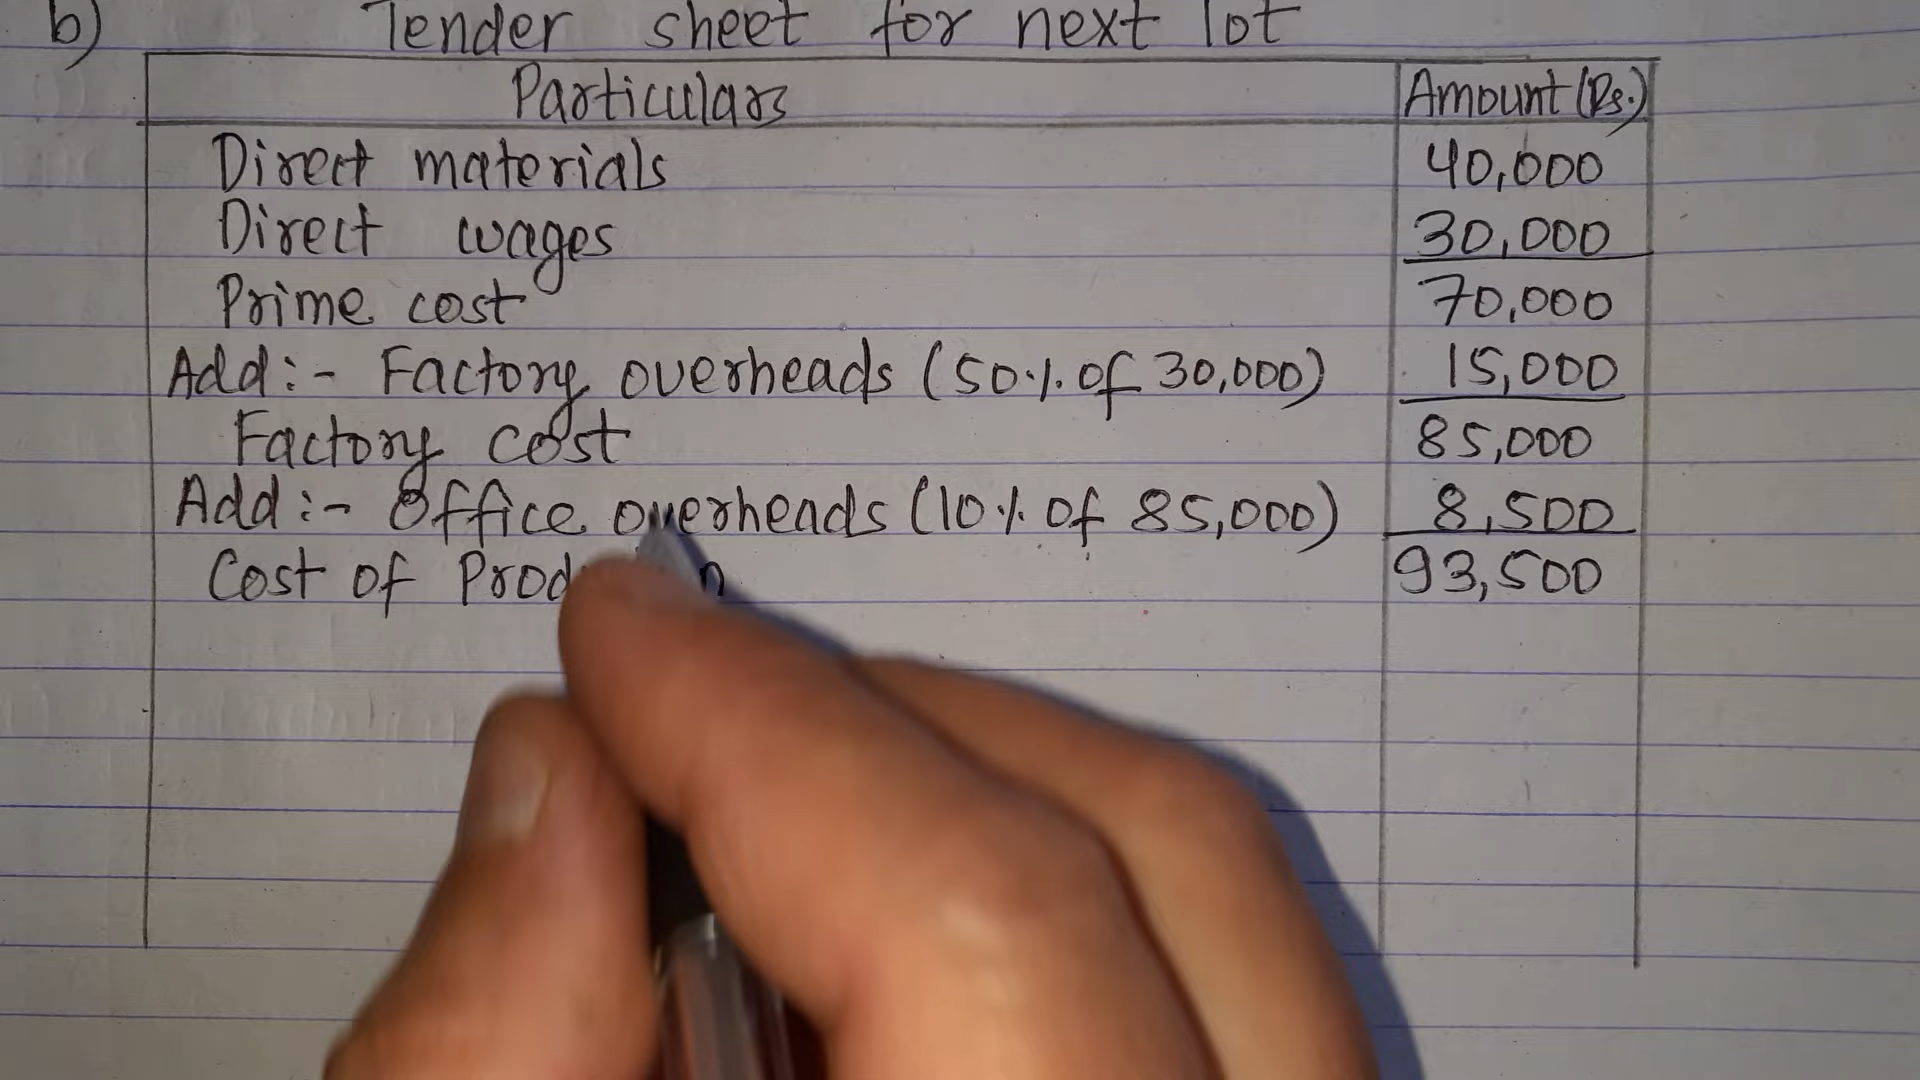 b) Tender sheet for next lot
Particulars Amount (Rs.)
Direct materials 40,000
Direct wages 30,000
Prime cost 70,000
Add:- Factory overheads (50% of 30,000) 15,000
Factory cost 85,000
Add:- Office overheads (10% of 85,000) 8,500
Cost of 93,500